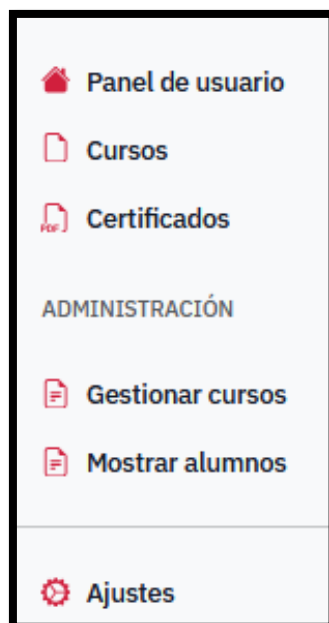 Panel de usuario
Cursos
PDF
Certificados
ADMINISTRACIÓN
Gestionar cursos
Mostrar alumnos
Ajustes